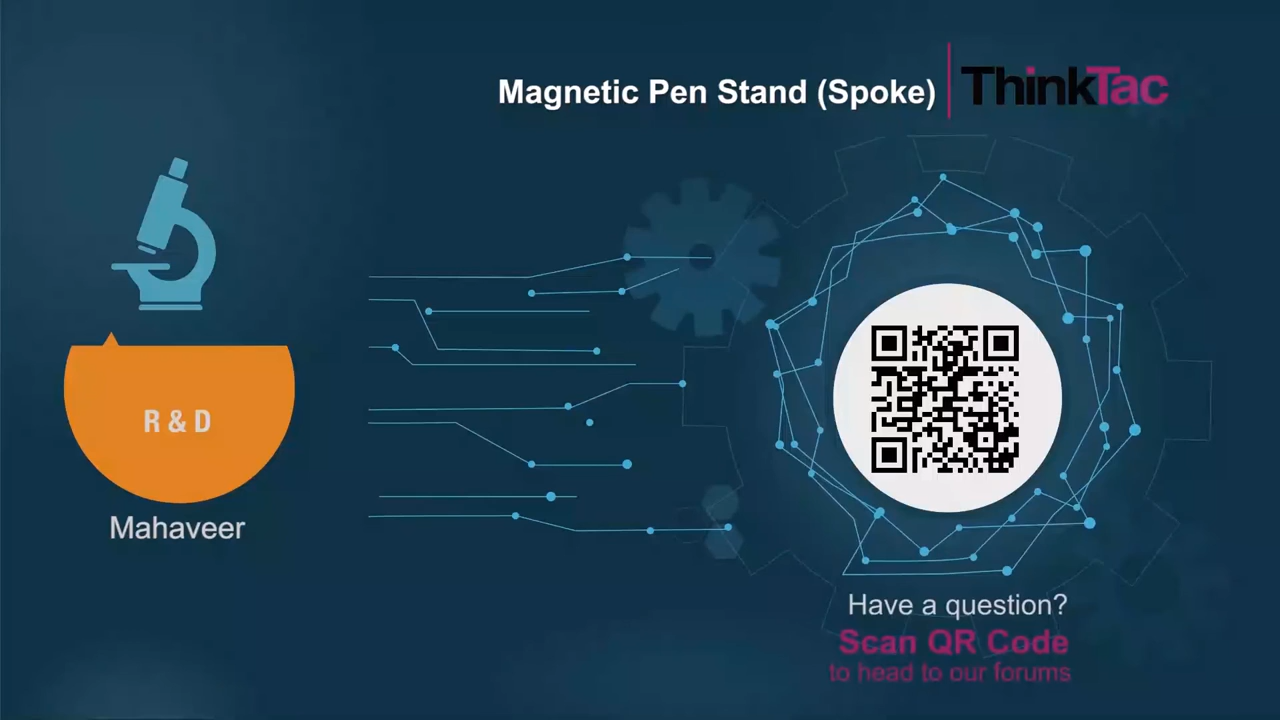 Magnetic Pen Stand (Spoke)
ThinkTac
R & D
Mahaveer
Have a question?
Scan QR Code
to head to our forums